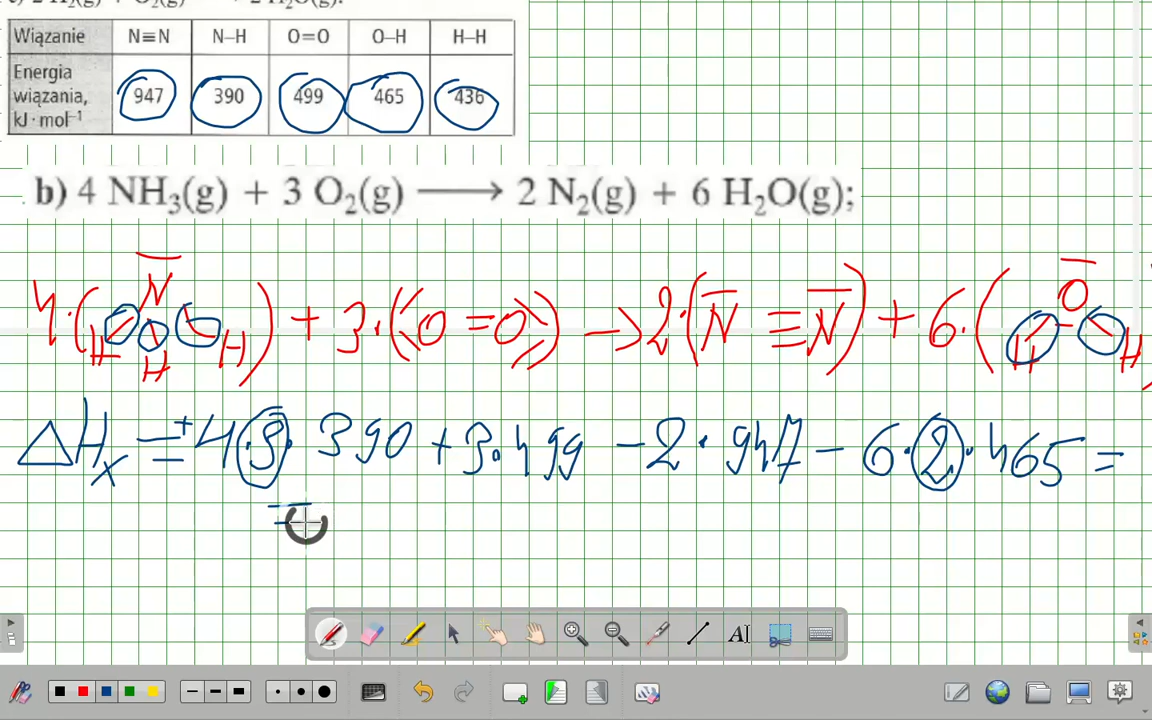 Wiązanie N≡N N–H O=O O–H H–H
Energia wiązania, kJ · mol⁻¹ 947 390 499 465 436
b) 4 NH₃(g) + 3 O₂(g) ⟶ 2 N₂(g) + 6 H₂O(g);
4·(N H H H) + 3·(O=O) → 2·(N≡N) + 6·(O H H
ΔHₓ = +4·3·390 + 3·499 − 2·947 − 6·2·465 =
=
AI